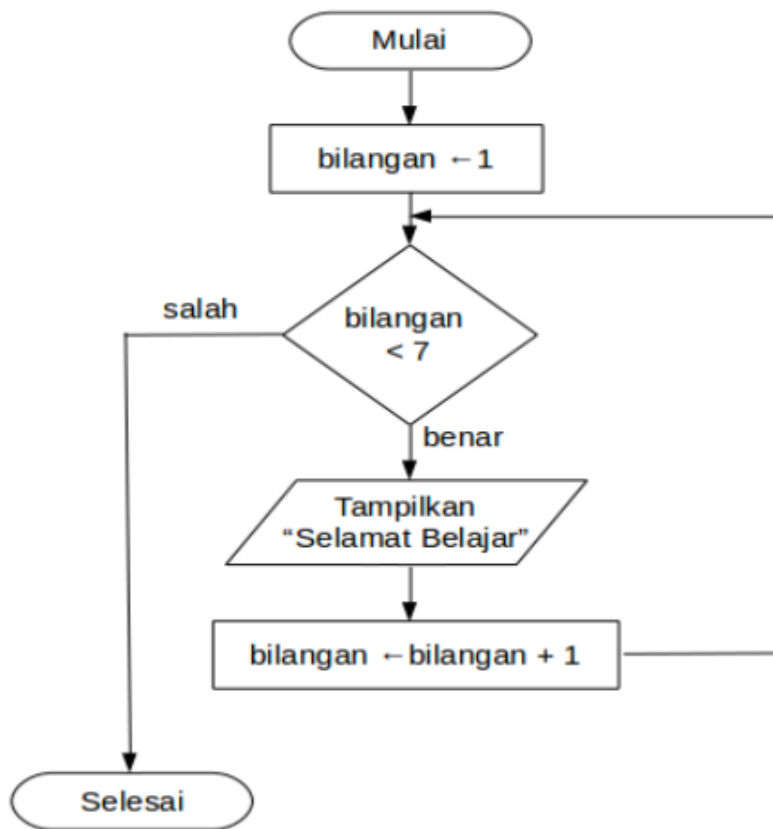 Mulai
bilangan ←1
salah
bilangan
< 7
benar
Tampilkan
“Selamat Belajar”
bilangan ←bilangan + 1
Selesai